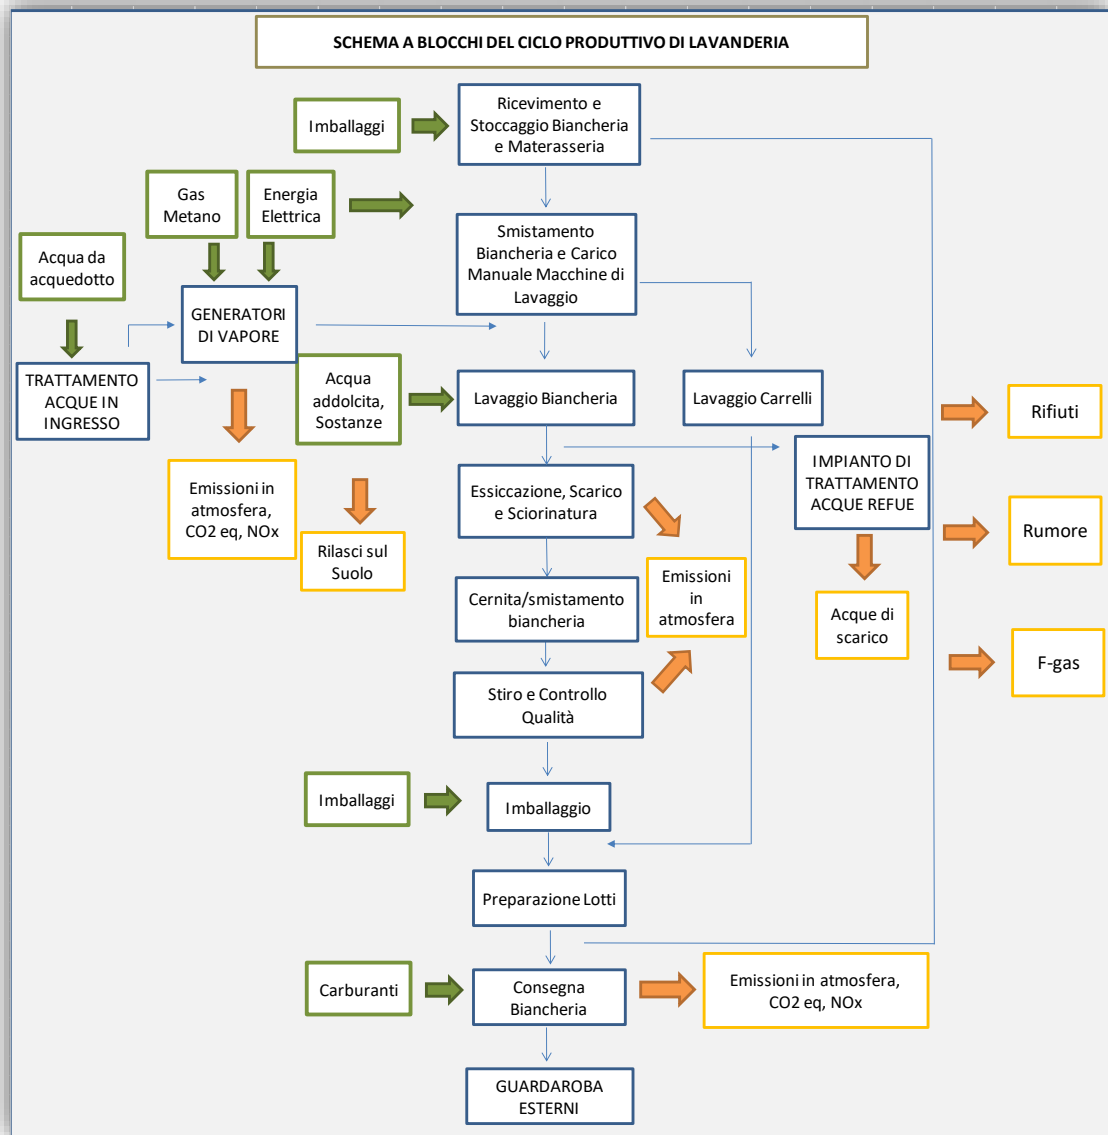 SCHEMA A BLOCCHI DEL CICLO PRODUTTIVO DI LAVANDERIA
Imballaggi
Ricevimento e
Stoccaggio Biancheria
e Materasseria
Gas
Metano
Energia
Elettrica
Acqua da
acquedotto
Smistamento
Biancheria e Carico
Manuale Macchine di
Lavaggio
GENERATORI
DI VAPORE
TRATTAMENTO
ACQUE IN
INGRESSO
Acqua
addolcita,
Sostanze
Lavaggio Biancheria
Lavaggio Carrelli
Rifiuti
Emissioni in
atmosfera,
CO2 eq, NOx
Rilasci sul
Suolo
Essiccazione, Scarico
e Sciorinatura
IMPIANTO DI
TRATTAMENTO
ACQUE REFUE
Rumore
Cernita/smistamento
biancheria
Emissioni
in
atmosfera
Acque di
scarico
F-gas
Stiro e Controllo
Qualità
Imballaggi
Imballaggio
Preparazione Lotti
Carburanti
Consegna
Biancheria
Emissioni in atmosfera,
CO2 eq, NOx
GUARDAROBA
ESTERNI